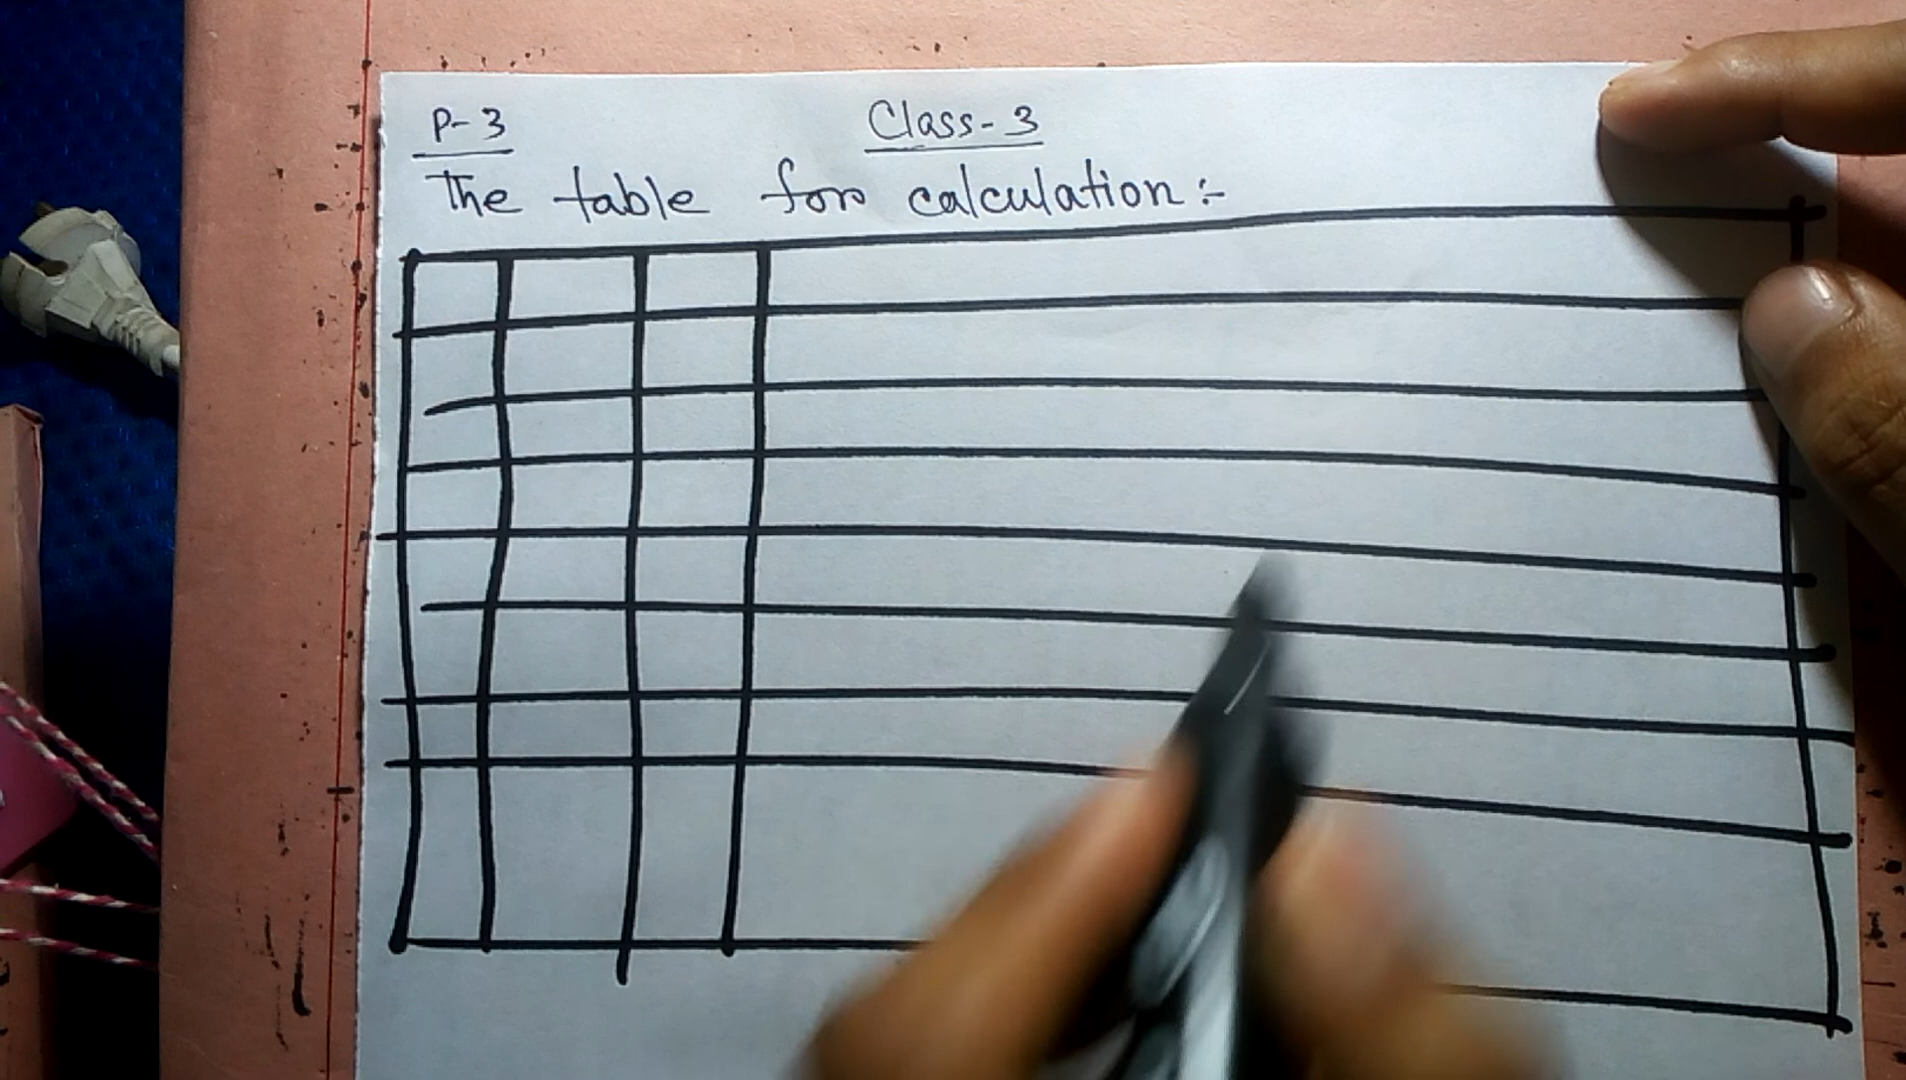 P-3
Class-3
The table for calculation:-